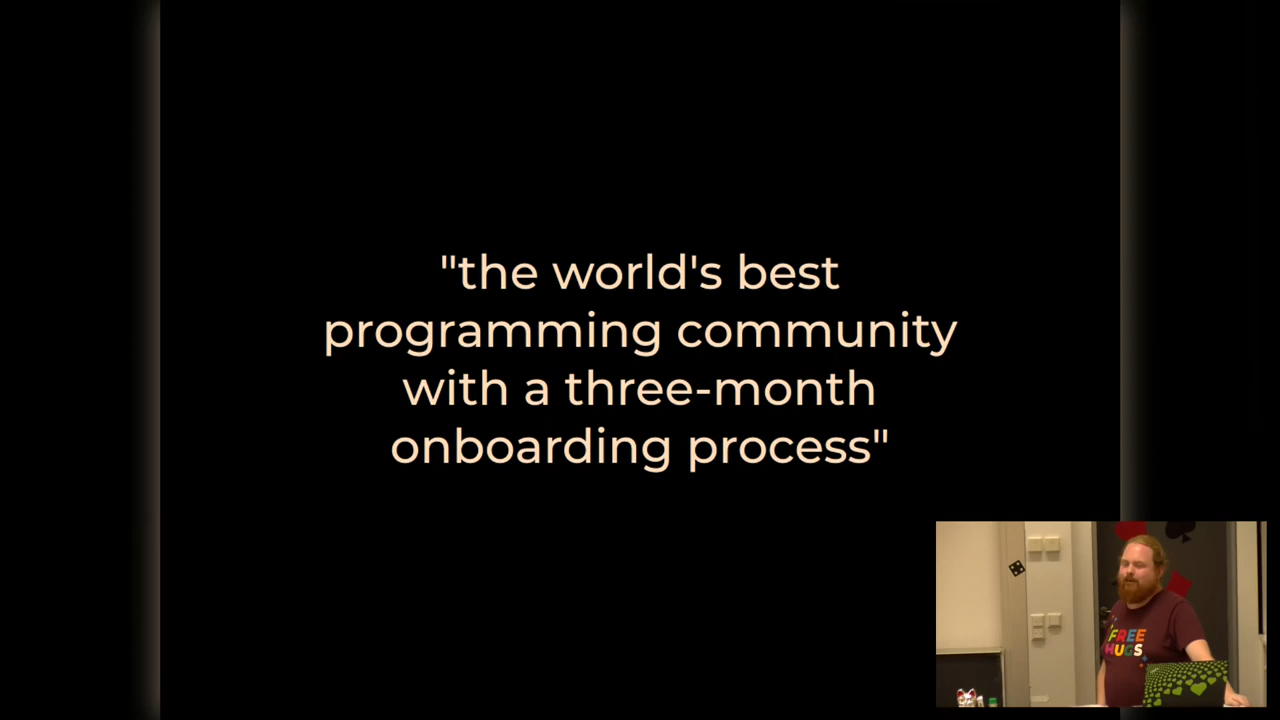 "the world's best
programming community
with a three-month
onboarding process"
FREE
HUGS